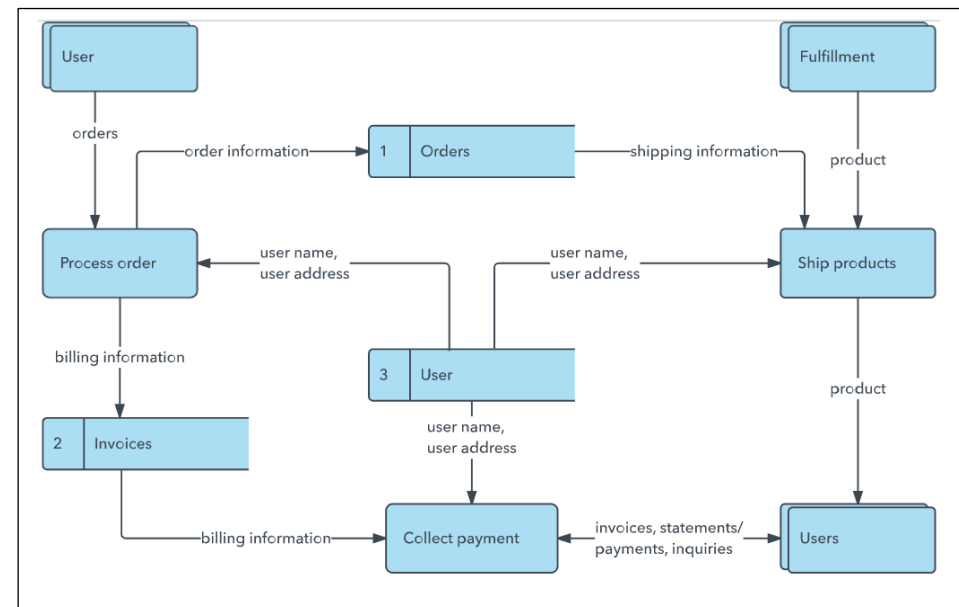 User
Fulfillment
orders
order information
1
Orders
shipping information
product
Process order
user name,
user address
user name,
user address
Ship products
billing information
3
User
product
2
Invoices
user name,
user address
billing information
Collect payment
invoices, statements/
payments, inquiries
Users